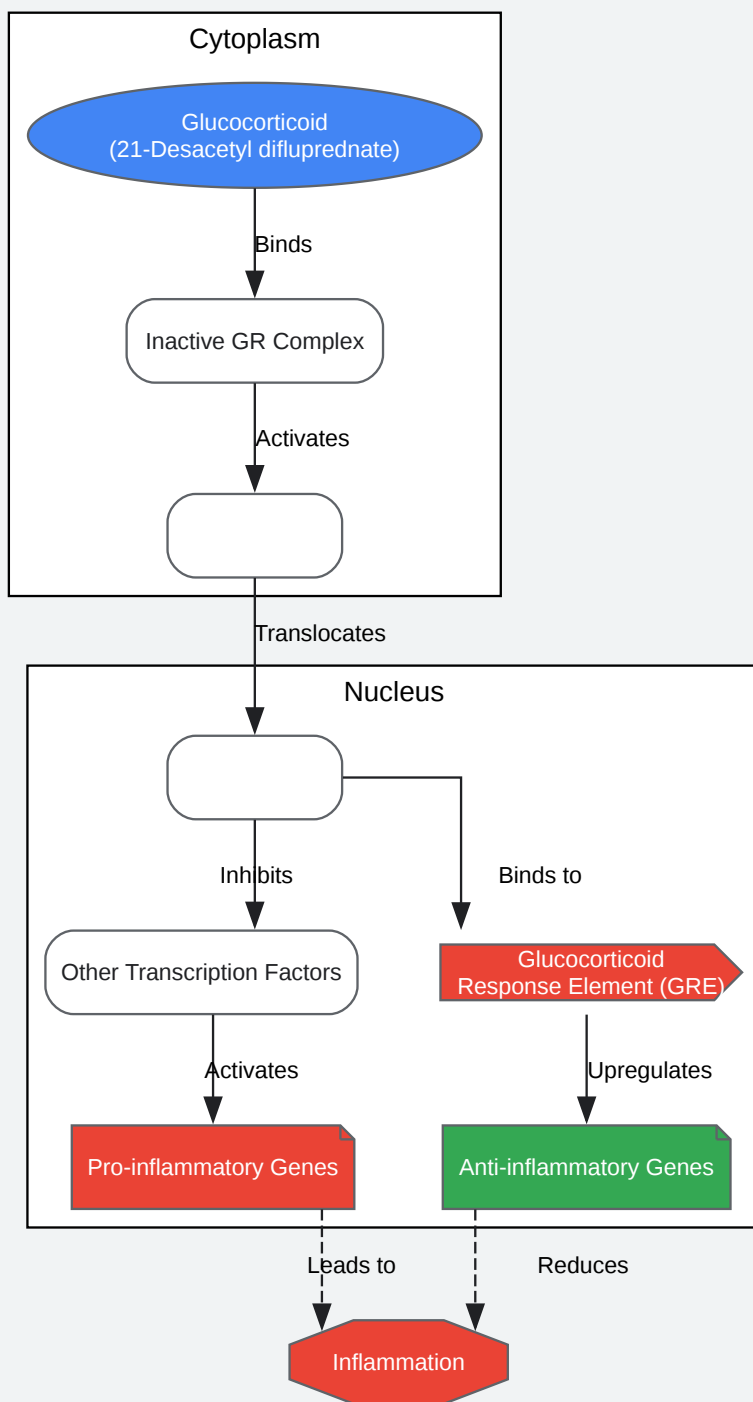 Cytoplasm
Glucocorticoid
(21-Desacetyl difluprednate)
Binds
Inactive GR Complex
Activates
Translocates
Nucleus
Inhibits
Binds to
Other Transcription Factors
Glucocorticoid
Response Element (GRE)
Activates
Upregulates
Pro-inflammatory Genes
Anti-inflammatory Genes
Leads to
Reduces
Inflammation